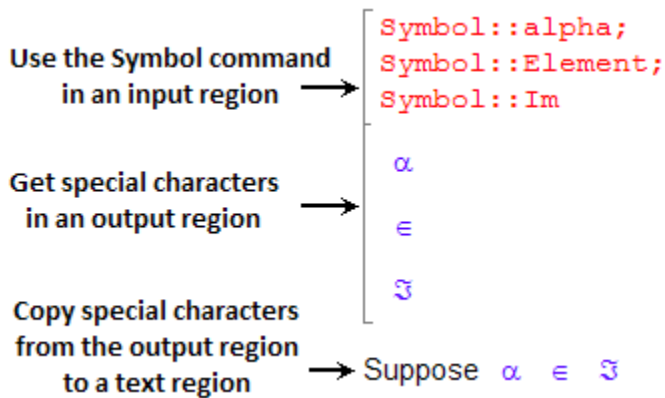 Use the Symbol command
in an input region
Symbol::alpha;
Symbol::Element;
Symbol::Im
Get special characters
in an output region
α
∈
ℑ
Copy special characters
from the output region
to a text region
Suppose α ∈ ℑ